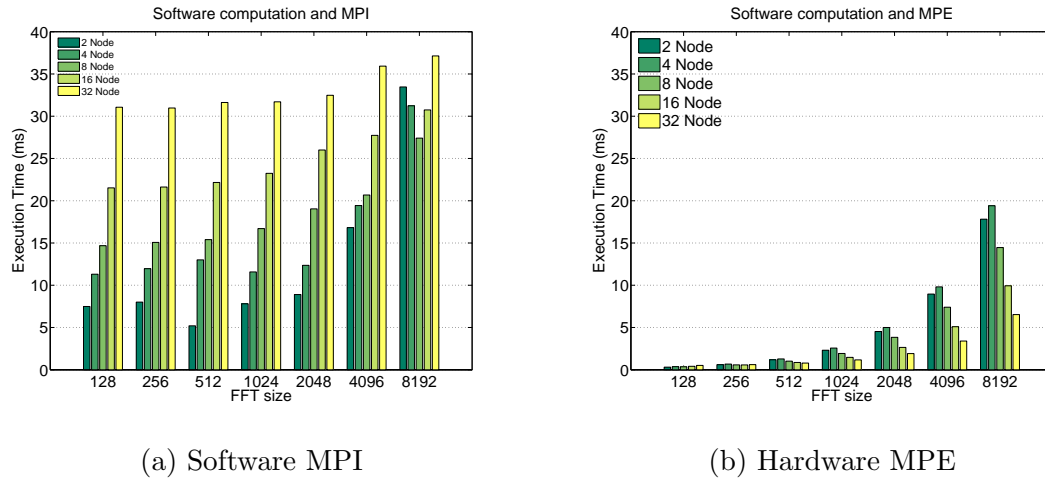 Software computation and MPI
40
35
30
25
20
15
10
5
0
Execution Time (ms)
2 Node
4 Node
8 Node
16 Node
32 Node
128 256 512 1024 2048 4096 8192
FFT size
(a) Software MPI
Software computation and MPE
40
35
30
25
20
15
10
5
0
Execution Time (ms)
2 Node
4 Node
8 Node
16 Node
32 Node
128 256 512 1024 2048 4096 8192
FFT size
(b) Hardware MPE